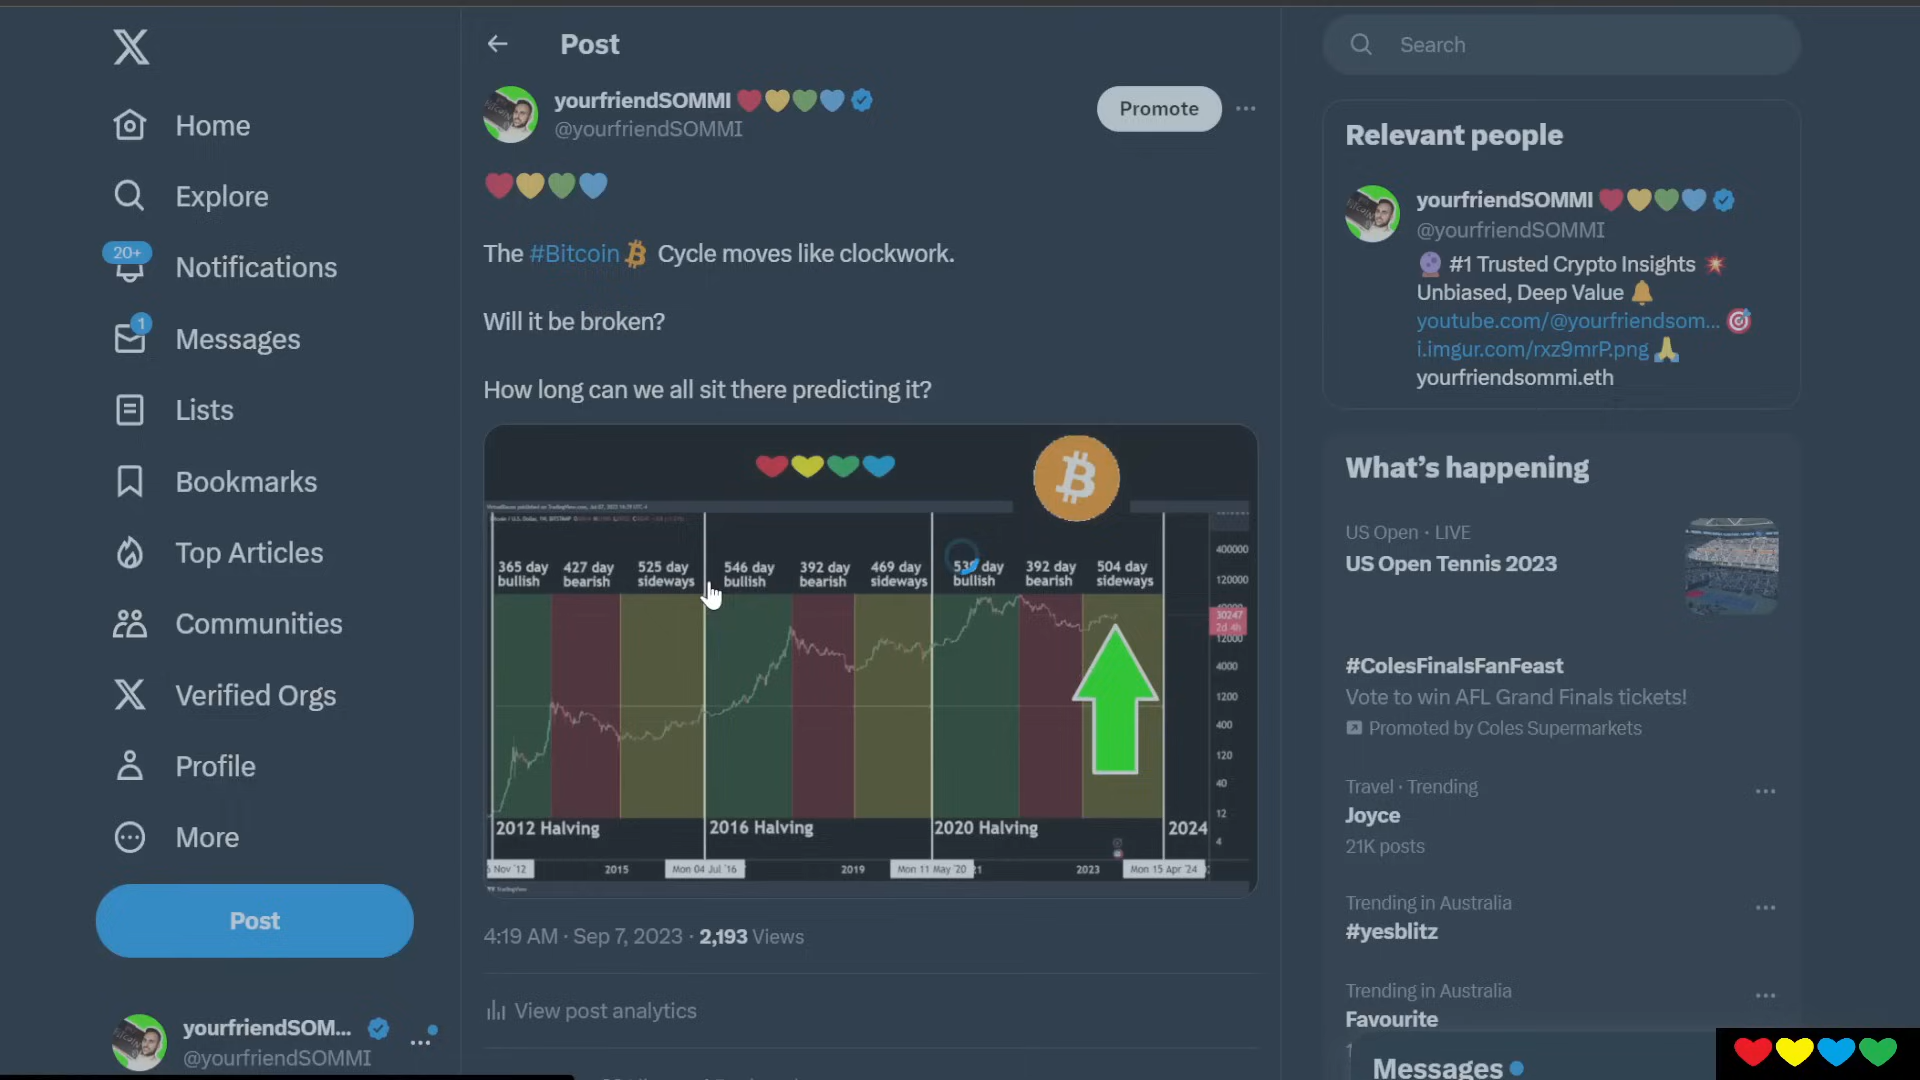 Post
Search
yourfriendSOMMI
@yourfriendSOMMI
Promote
Home
Explore
20+
Notifications
1
Messages
Lists
Bookmarks
Top Articles
Communities
Verified Orgs
Profile
More
Post
yourfriendSOM...
@yourfriendSOMMI
The #Bitcoin Cycle moves like clockwork.
Will it be broken?
How long can we all sit there predicting it?
365 day bullish
427 day bearish
525 day sideways
546 day bullish
392 day bearish
469 day sideways
day bullish
392 day bearish
504 day sideways
400000
120000
30247
2d 4h
12000
4000
1200
400
120
40
12
4
2012 Halving
2016 Halving
2020 Halving
2024
Nov '12
2015
Mon 04 Jul '16
2019
Mon 11 May '20
2023
Mon 15 Apr '24
TradingView
4:19 AM · Sep 7, 2023 · 2,193 Views
View post analytics
Relevant people
yourfriendSOMMI
@yourfriendSOMMI
#1 Trusted Crypto Insights
Unbiased, Deep Value
youtube.com/@yourfriendsom...
i.imgur.com/rxz9mrP.png
yourfriendsommi.eth
What's happening
US Open · LIVE
US Open Tennis 2023
#ColesFinalsFanFeast
Vote to win AFL Grand Finals tickets!
Promoted by Coles Supermarkets
Travel · Trending
Joyce
21K posts
Trending in Australia
#yesblitz
Trending in Australia
Favourite
Messages